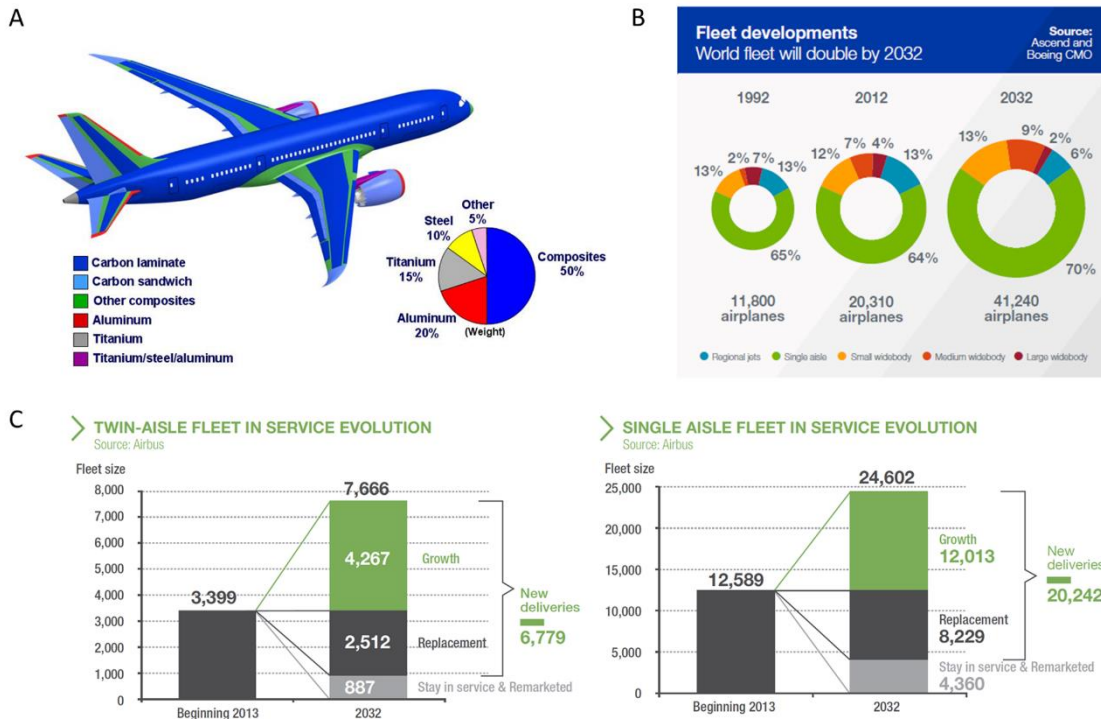 A
Carbon laminate
Carbon sandwich
Other composites
Aluminum
Titanium
Titanium/steel/aluminum
Other
5%
Steel
10%
Titanium
15%
Composites
50%
Aluminum
20%
(Weight)
B
Fleet developments
World fleet will double by 2032
Source:
Ascend and
Boeing CMO
1992
2012
2032
13%
2%
7%
13%
65%
12%
7%
4%
13%
64%
13%
9%
2%
6%
70%
11,800
airplanes
20,310
airplanes
41,240
airplanes
Regional jets
Single aisle
Small widebody
Medium widebody
Large widebody
C
TWIN-AISLE FLEET IN SERVICE EVOLUTION
Source: Airbus
Fleet size
8,000
7,000
6,000
5,000
4,000
3,000
2,000
1,000
0
3,399
7,666
4,267
Growth
2,512
Replacement
887
Stay in service & Remarketed
New
deliveries
6,779
Beginning 2013
2032
SINGLE AISLE FLEET IN SERVICE EVOLUTION
Source: Airbus
Fleet size
25,000
20,000
15,000
10,000
5,000
0
12,589
24,602
Growth
12,013
Replacement
8,229
Stay in service & Remarketed
4,360
New
deliveries
20,242
Beginning 2013
2032